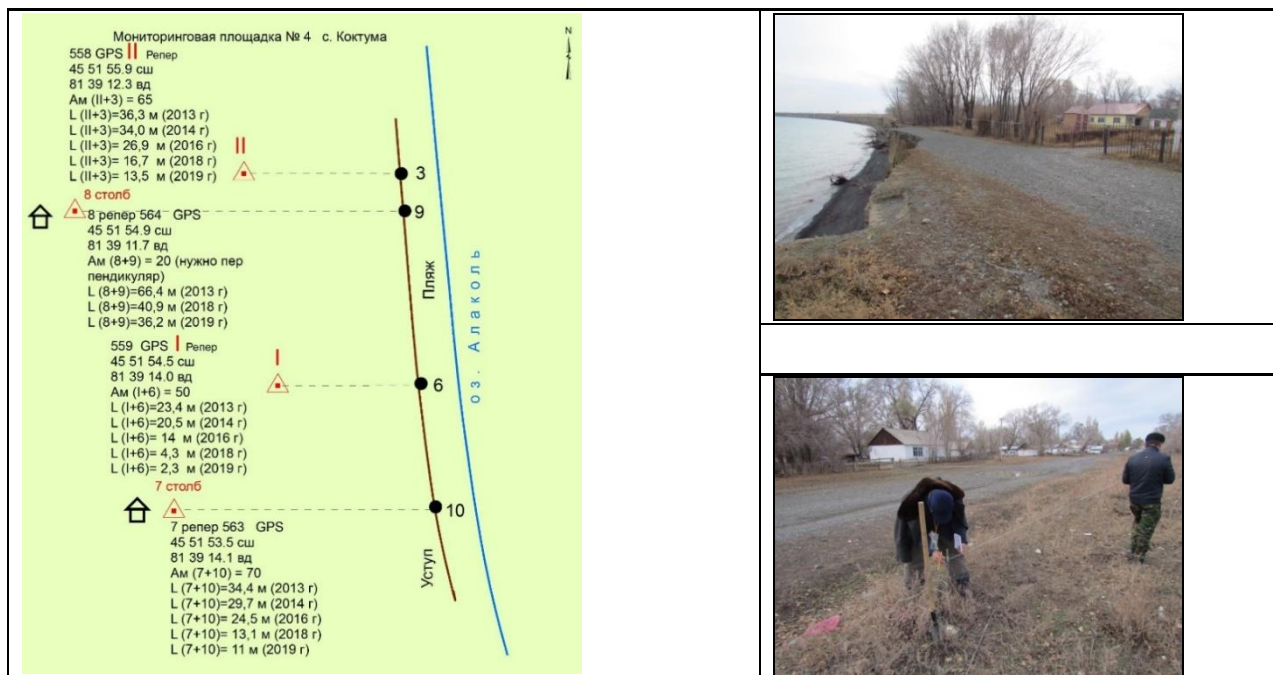 Мониторинговая площадка № 4 с. Коктума
N
558 GPS II Репер
45 51 55.9 сш
81 39 12.3 вд
Ам (II+3) = 65
L (II+3)=36,3 м (2013 г)
L (II+3)=34,0 м (2014 г)
L (II+3)= 26,9 м (2016 г)
L (II+3)= 16,7 м (2018 г)
L (II+3)= 13,5 м (2019 г)
II
3
8 столб
9
8 репер 564 GPS
45 51 54.9 сш
81 39 11.7 вд
Ам (8+9) = 20 (нужно пер
пендикуляр)
L (8+9)=66,4 м (2013 г)
L (8+9)=40,9 м (2018 г)
L (8+9)=36,2 м (2019 г)
Пляж
оз. Алаколь
559 GPS I Репер
45 51 54.5 сш
81 39 14.0 вд
Ам (I+6) = 50
L (I+6)=23,4 м (2013 г)
L (I+6)=20,5 м (2014 г)
L (I+6)= 14 м (2016 г)
L (I+6)= 4,3 м (2018 г)
L (I+6)= 2,3 м (2019 г)
I
6
7 столб
10
7 репер 563 GPS
45 51 53.5 сш
81 39 14.1 вд
Ам (7+10) = 70
L (7+10)=34,4 м (2013 г)
L (7+10)=29,7 м (2014 г)
L (7+10)= 24,5 м (2016 г)
L (7+10)= 13,1 м (2018 г)
L (7+10)= 11 м (2019 г)
Уступ